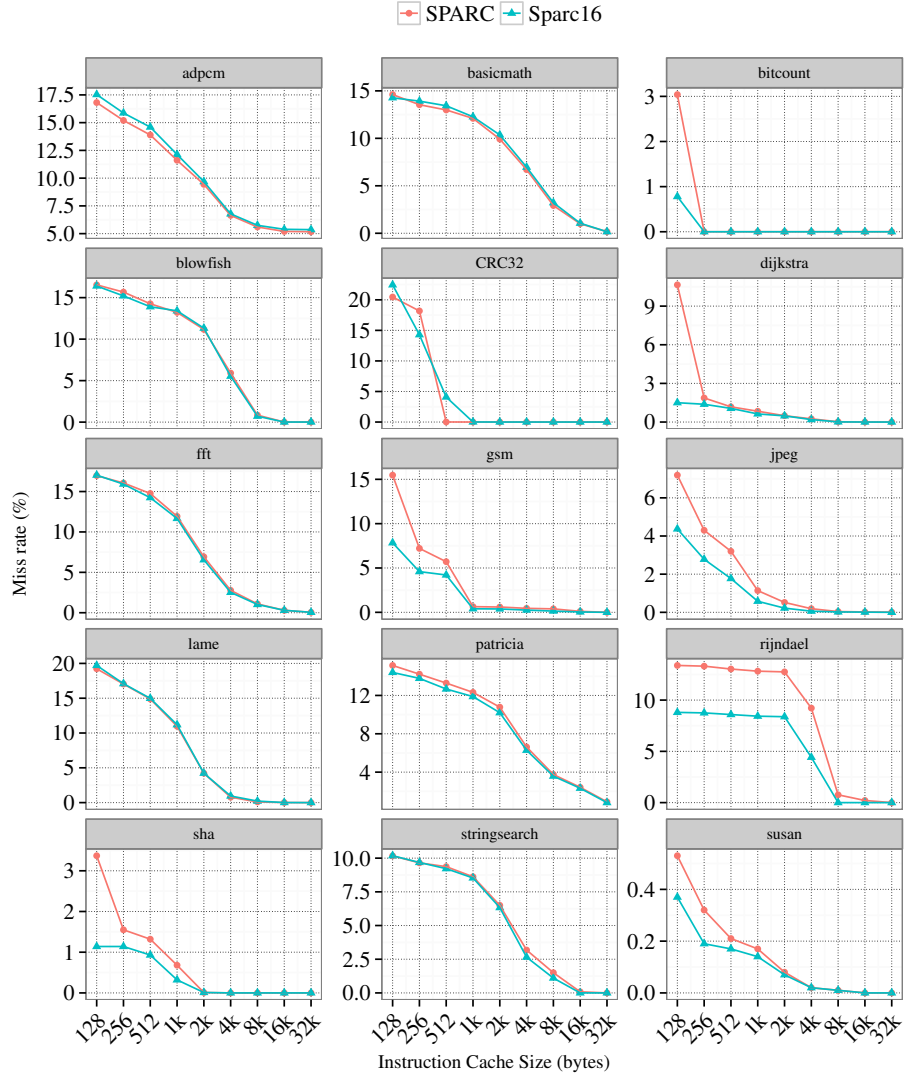 SPARC Sparc16
adpcm basicmath bitcount
17.5 15.0 12.5 10.0 7.5 5.0
15 10 5 0
3 2 1 0
blowfish CRC32 dijkstra
15 10 5 0
20 15 10 5 0
9 6 3 0
fft gsm jpeg
15 10 5 0
15 10 5 0
6 4 2 0
Miss rate (%)
lame patricia rijndael
20 15 10 5 0
12 8 4
10 5 0
sha stringsearch susan
3 2 1 0
10.0 7.5 5.0 2.5 0.0
0.4 0.2 0.0
128 256 512 1k 2k 4k 8k 16k 32k
128 256 512 1k 2k 4k 8k 16k 32k
128 256 512 1k 2k 4k 8k 16k 32k
Instruction Cache Size (bytes)